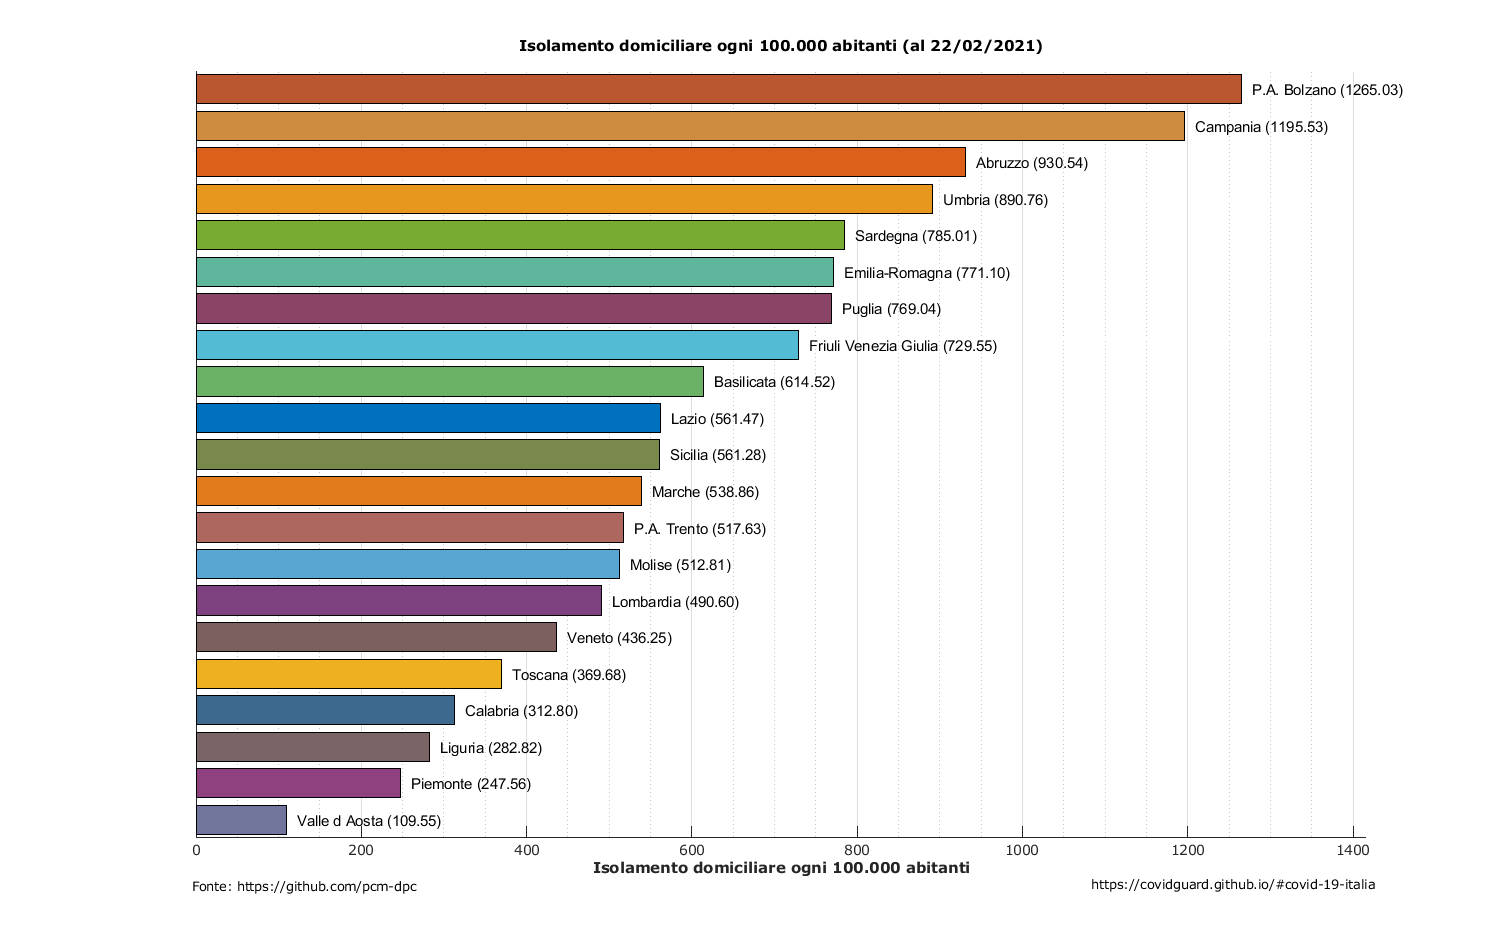 Isolamento domiciliare ogni 100.000 abitanti (al 22/02/2021)
P.A. Bolzano (1265.03)
Campania (1195.53)
Abruzzo (930.54)
Umbria (890.76)
Sardegna (785.01)
Emilia-Romagna (771.10)
Puglia (769.04)
Friuli Venezia Giulia (729.55)
Basilicata (614.52)
Lazio (561.47)
Sicilia (561.28)
Marche (538.86)
P.A. Trento (517.63)
Molise (512.81)
Lombardia (490.60)
Veneto (436.25)
Toscana (369.68)
Calabria (312.80)
Liguria (282.82)
Piemonte (247.56)
Valle d Aosta (109.55)
0 200 400 600 800 1000 1200 1400
Isolamento domiciliare ogni 100.000 abitanti
Fonte: https://github.com/pcm-dpc
https://covidguard.github.io/#covid-19-italia